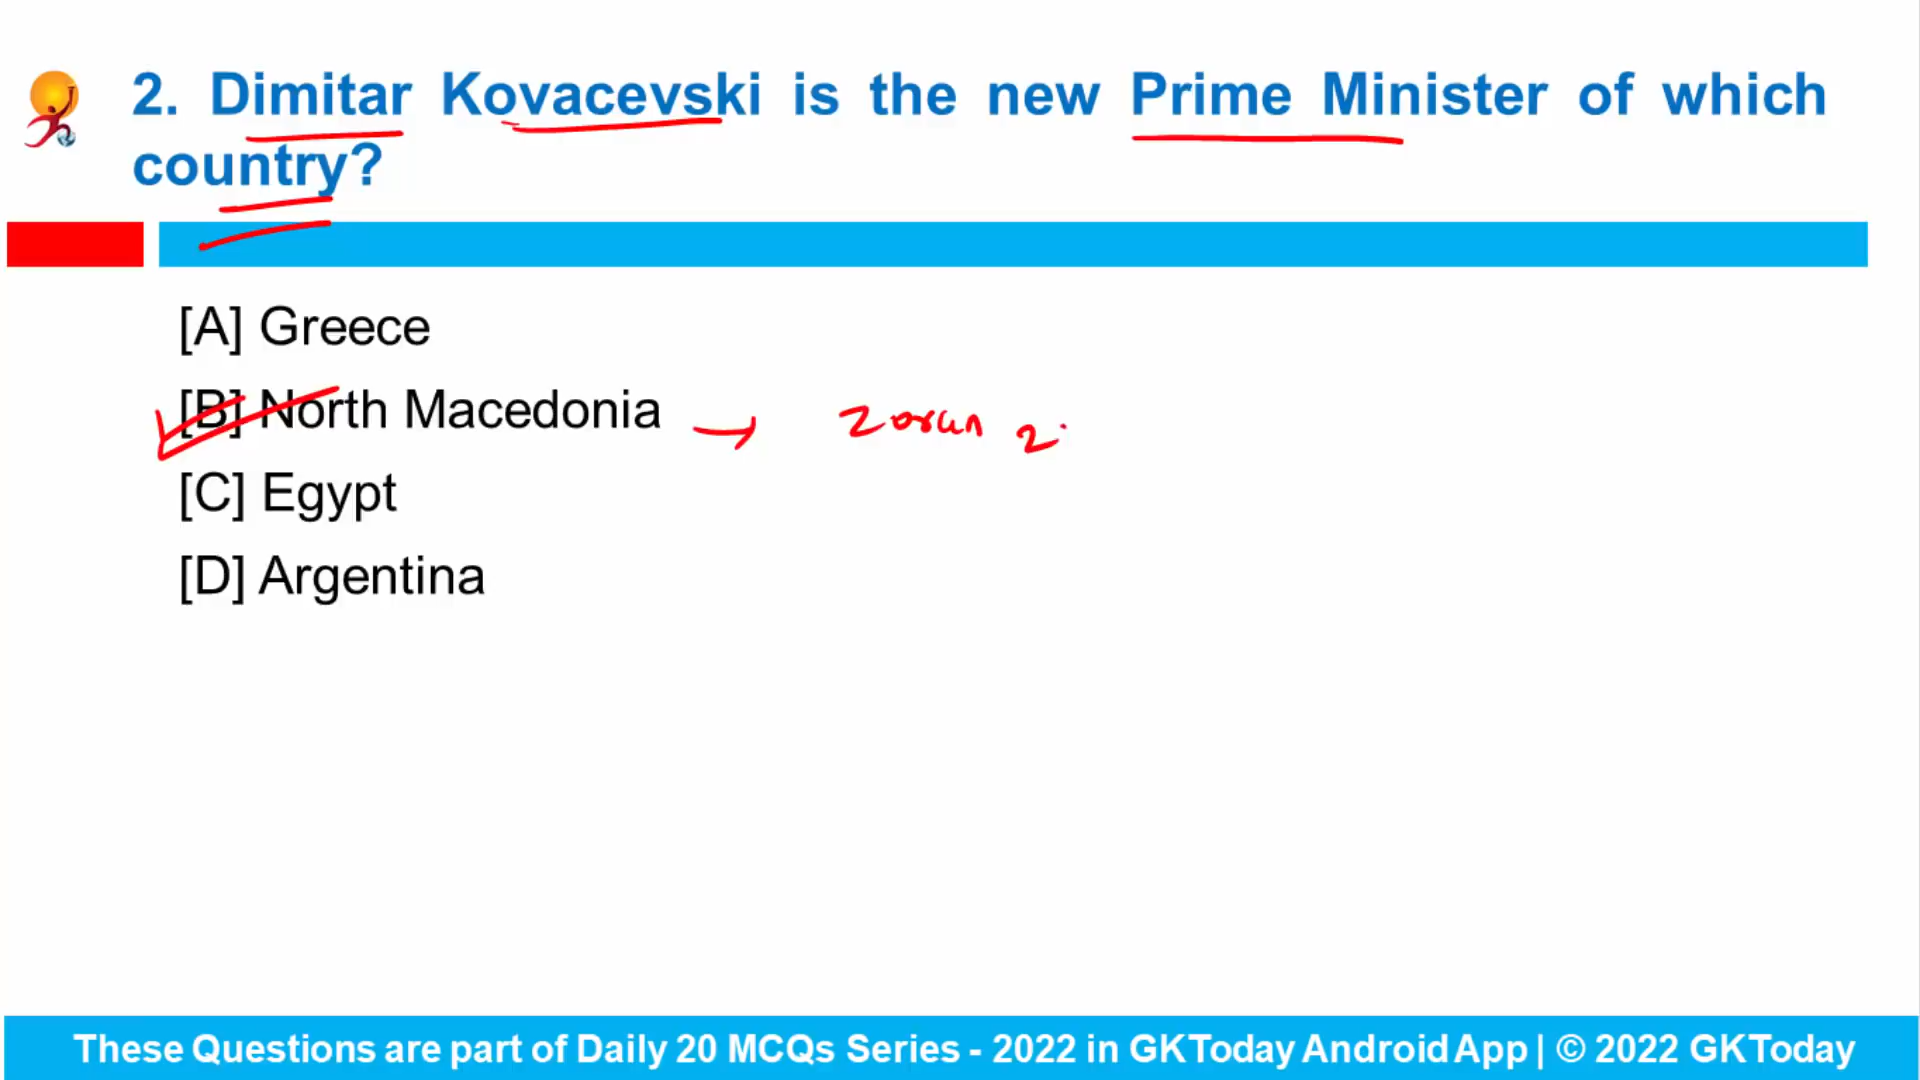 2. Dimitar Kovacevski is the new Prime Minister of which
country?
[A] Greece
[B] North Macedonia → Zoran Z
[C] Egypt
[D] Argentina
These Questions are part of Daily 20 MCQs Series - 2022 in GKToday Android App | © 2022 GKToday